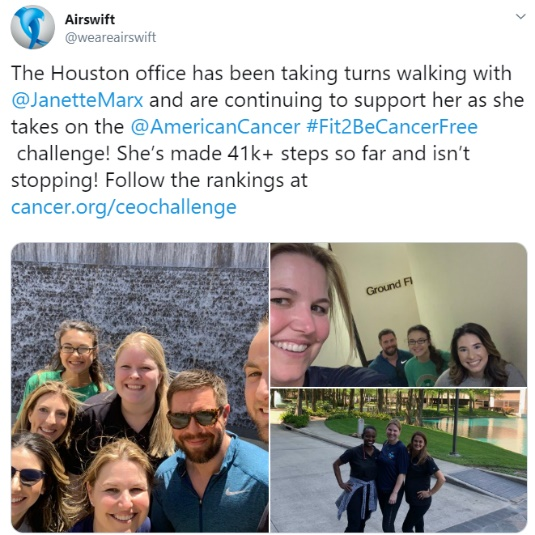 Airswift
@weareairswift
The Houston office has been taking turns walking with
@JanetteMarx and are continuing to support her as she
takes on the @AmericanCancer #Fit2BeCancerFree
challenge! She’s made 41k+ steps so far and isn’t
stopping! Follow the rankings at
cancer.org/ceochallenge
Ground Fl